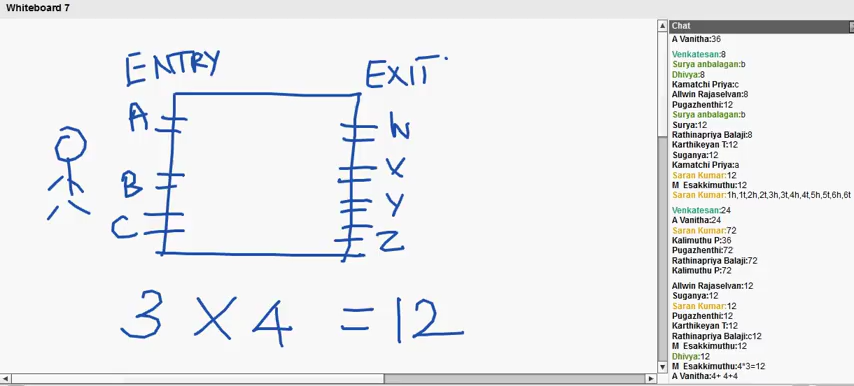 Whiteboard 7
ENTRY
EXIT
A
B
C
W
X
Y
Z
3 X 4 = 12
Chat
A Vanitha:36
Venkatesan:8
Surya anbalagan:b
Dhivya:8
Kamatchi Priya:c
Allwin Rajaselvan:8
Pugazhenthi:12
Surya anbalagan:b
Surya:12
Rathinapriya Balaji:8
Karthikeyan T:12
Suganya:12
Kamatchi Priya:a
Saran Kumar:12
M Esakkimuthu:12
Saran Kumar:1h,1t,2h,2t,3h,3t,4h,4t,5h,5t,6h,6t
Venkatesan:24
A Vanitha:24
Saran Kumar:72
Kalimuthu P:36
Pugazhenthi:72
Rathinapriya Balaji:72
Kalimuthu P:72
Allwin Rajaselvan:12
Suganya:12
Saran Kumar:12
Pugazhenthi:12
Karthikeyan T:12
Rathinapriya Balaji:c12
M Esakkimuthu:12
Dhivya:12
M Esakkimuthu:4*3=12
A Vanitha:4+ 4+4